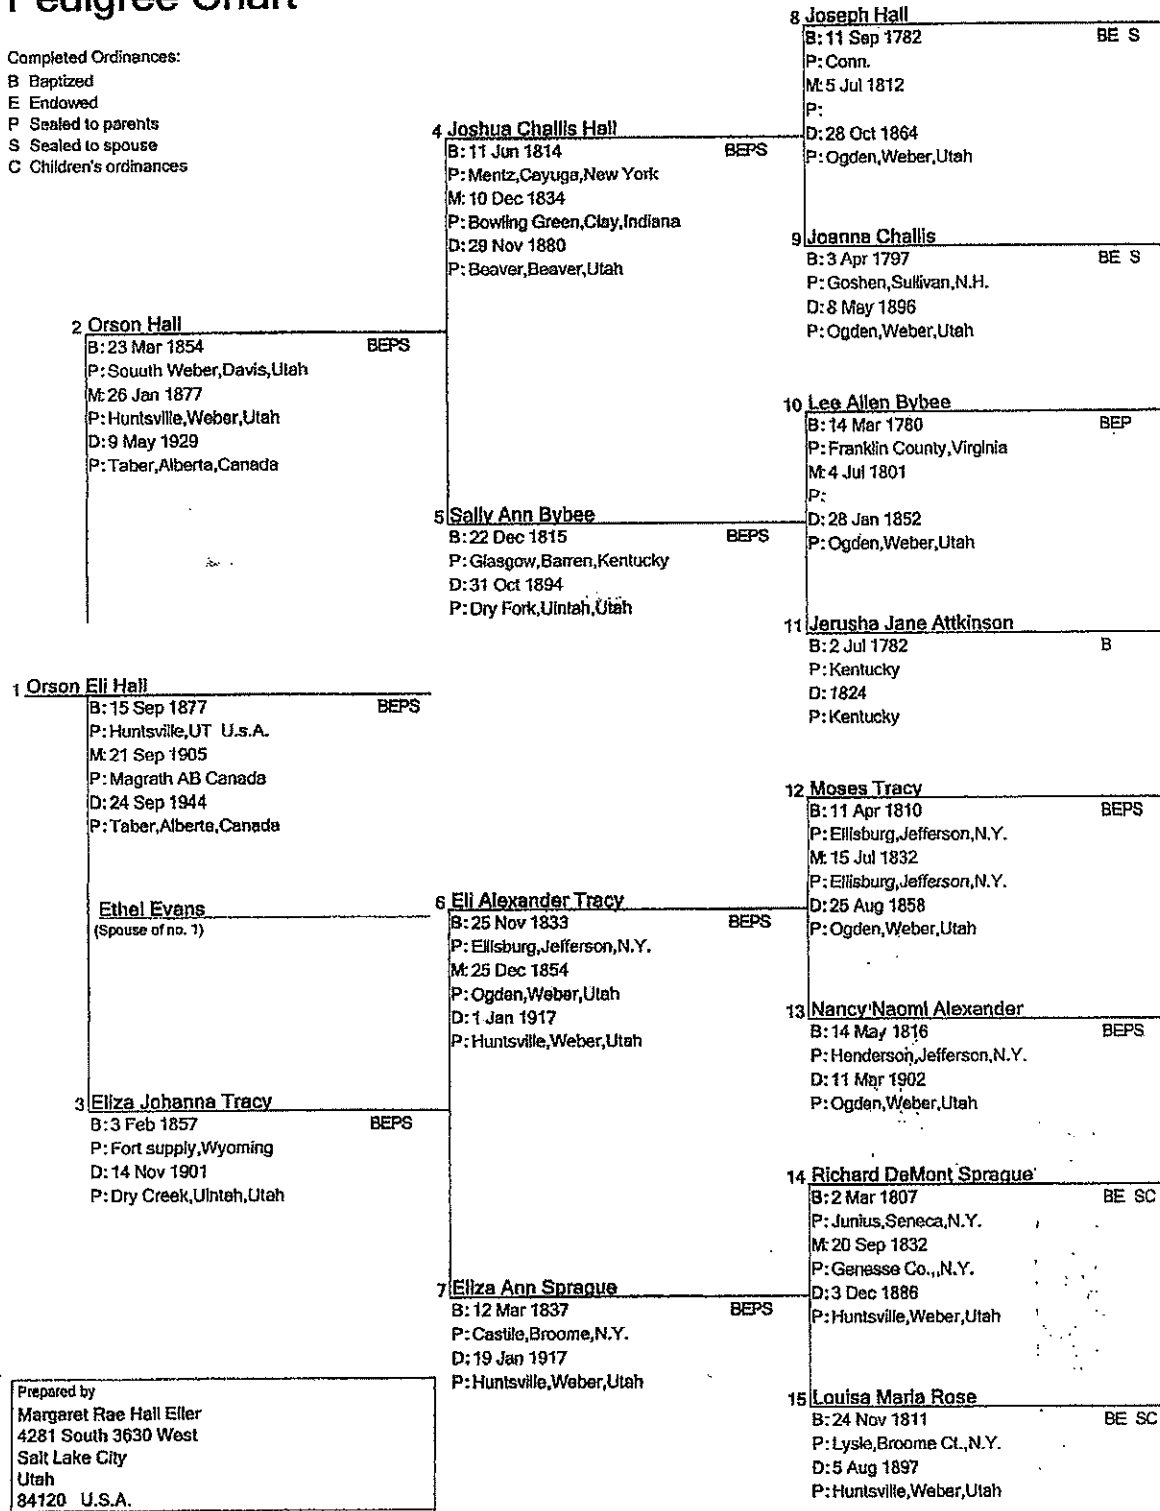 Pedigree Chart
Completed Ordinances:
B Baptized
E Endowed
P Sealed to parents
S Sealed to spouse
C Children's ordinances
8 Joseph Hall
B: 11 Sep 1782 BE S
P: Conn.
M: 5 Jul 1812
P:
D: 28 Oct 1864
P: Ogden,Weber,Utah
4 Joshua Challis Hall
B: 11 Jun 1814 BEPS
P: Mentz,Cayuga,New York
M: 10 Dec 1834
P: Bowling Green,Clay,Indiana
D: 29 Nov 1880
P: Beaver,Beaver,Utah
9 Joanna Challis
B: 3 Apr 1797 BE S
P: Goshen,Sullivan,N.H.
D: 8 May 1896
P: Ogden,Weber,Utah
2 Orson Hall
B: 23 Mar 1854 BEPS
P: Souuth Weber,Davis,Utah
M: 26 Jan 1877
P: Huntsville,Weber,Utah
D: 9 May 1929
P: Taber,Alberta,Canada
10 Lee Allen Bybee
B: 14 Mar 1780 BEP
P: Franklin County,Virginia
M: 4 Jul 1801
P:
D: 28 Jan 1852
P: Ogden,Weber,Utah
5 Sally Ann Bybee
B: 22 Dec 1815 BEPS
P: Glasgow,Barren,Kentucky
D: 31 Oct 1894
P: Dry Fork,Uintah,Utah
11 Jerusha Jane Attkinson
B: 2 Jul 1782 B
P: Kentucky
D: 1824
P: Kentucky
1 Orson Eli Hall
B: 15 Sep 1877 BEPS
P: Huntsville,UT U.s.A.
M: 21 Sep 1905
P: Magrath AB Canada
D: 24 Sep 1944
P: Taber,Alberta,Canada
Ethel Evans
(Spouse of no. 1)
12 Moses Tracy
B: 11 Apr 1810 BEPS
P: Ellisburg,Jefferson,N.Y.
M: 15 Jul 1832
P: Ellisburg,Jefferson,N.Y.
D: 25 Aug 1858
P: Ogden,Weber,Utah
6 Eli Alexander Tracy
B: 25 Nov 1833 BEPS
P: Ellsburg,Jefferson,N.Y.
M: 25 Dec 1854
P: Ogden,Weber,Utah
D: 1 Jan 1917
P: Huntsville,Weber,Utah
13 Nancy Naomi Alexander
B: 14 May 1816 BEPS
P: Henderson,Jefferson,N.Y.
D: 11 Mar 1902
P: Ogden,Weber,Utah
3 Eliza Johanna Tracy
B: 3 Feb 1857 BEPS
P: Fort supply,Wyoming
D: 14 Nov 1901
P: Dry Creek,Uintah,Utah
14 Richard DeMont Sprague
B: 2 Mar 1807 BE SC
P: Junius,Seneca,N.Y.
M: 20 Sep 1832
P: Genesse Co.,,N.Y.
D: 3 Dec 1886
P: Huntsville,Weber,Utah
7 Eliza Ann Sprague
B: 12 Mar 1837 BEPS
P: Castile,Broome,N.Y.
D: 19 Jan 1917
P: Huntsville,Weber,Utah
15 Louisa Maria Rose
B: 24 Nov 1811 BE SC
P: Lysle,Broome Ct.,N.Y.
D: 5 Aug 1897
P: Huntsville,Weber,Utah
Prepared by
Margaret Rae Hall Eller
4281 South 3630 West
Salt Lake City
Utah
84120 U.S.A.